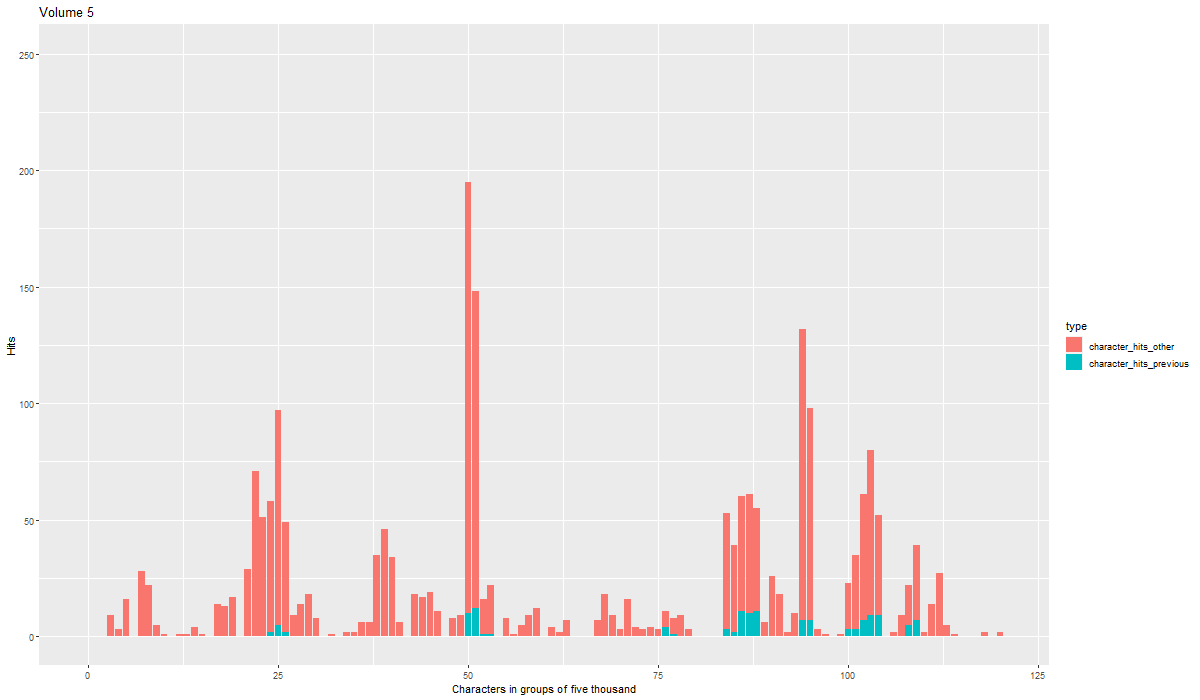 Volume 5
250
200
150
100
50
0
Hits
0 25 50 75 100 125
Characters in groups of five thousand
type
character_hits_other
character_hits_previous